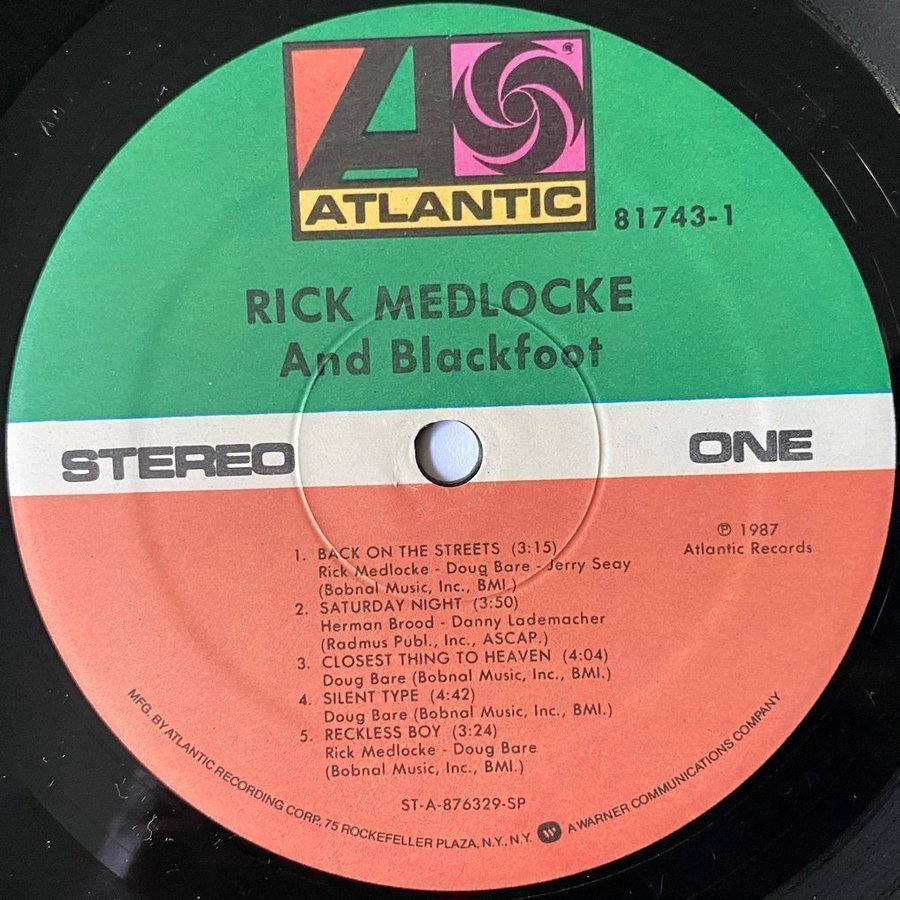 ATLANTIC
81743-1
RICK MEDLOCKE
And Blackfoot
STEREO
ONE
℗ 1987
Atlantic Records
1. BACK ON THE STREETS (3:15)
Rick Medlocke - Doug Bare - Jerry Seay
(Bobnal Music, Inc., BMI.)
2. SATURDAY NIGHT (3:50)
Herman Brood - Danny Lademacher
(Radmus Publ., Inc., ASCAP.)
3. CLOSEST THING TO HEAVEN (4:04)
Doug Bare (Bobnal Music, Inc., BMI.)
4. SILENT TYPE (4:42)
Doug Bare (Bobnal Music, Inc., BMI.)
5. RECKLESS BOY (3:24)
Rick Medlocke - Doug Bare
(Bobnal Music, Inc., BMI.)
ST-A-876329-SP
MFG. BY ATLANTIC RECORDING CORP., 75 ROCKEFELLER PLAZA, N.Y., N.Y. A WARNER COMMUNICATIONS COMPANY